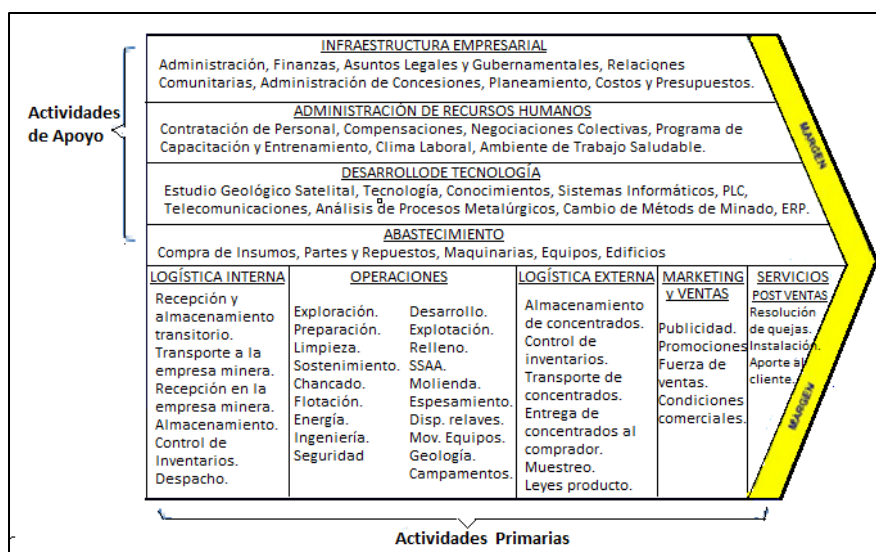 INFRAESTRUCTURA EMPRESARIAL
Administración, Finanzas, Asuntos Legales y Gubernamentales, Relaciones
Comunitarias, Administración de Concesiones, Planeamiento, Costos y Presupuestos.
Actividades
de Apoyo
ADMINISTRACIÓN DE RECURSOS HUMANOS
Contratación de Personal, Compensaciones, Negociaciones Colectivas, Programa de
Capacitación y Entrenamiento, Clima Laboral, Ambiente de Trabajo Saludable.
DESARROLLODE TECNOLOGÍA
Estudio Geológico Satelital, Tecnología, Conocimientos, Sistemas Informáticos, PLC,
Telecomunicaciones, Análisis de Procesos Metalúrgicos, Cambio de Métods de Minado, ERP.
ABASTECIMIENTO
Compra de Insumos, Partes y Repuestos, Maquinarias, Equipos, Edificios
LOGÍSTICA INTERNA
Recepción y
almacenamiento
transitorio.
Transporte a la
empresa minera.
Recepción en la
empresa minera.
Almacenamiento.
Control de
Inventarios.
Despacho.
OPERACIONES
Exploración.
Preparación.
Limpieza.
Sostenimiento.
Chancado.
Flotación.
Energía.
Ingeniería.
Seguridad
Desarrollo.
Explotación.
Relleno.
SSAA.
Molienda.
Espesamiento.
Disp. relaves.
Mov. Equipos.
Geología.
Campamentos.
LOGÍSTICA EXTERNA
Almacenamiento
de concentrados.
Control de
inventarios.
Transporte de
concentrados.
Entrega de
concentrados al
comprador.
Muestreo.
Leyes producto.
MARKETING
y VENTAS
Publicidad.
Promociones
Fuerza de
ventas.
Condiciones
comerciales.
SERVICIOS
POST VENTAS
Resolución
de quejas.
Instalación.
Aporte al
cliente.
MARGEN
MARGEN
Actividades Primarias